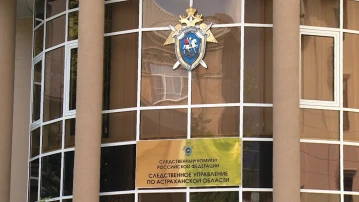 СЛЕДСТВЕННЫЙ КОМИТЕТ
РОССИЙСКОЙ ФЕДЕРАЦИИ
СЛЕДСТВЕННОЕ УПРАВЛЕНИЕ
ПО АСТРАХАНСКОЙ ОБЛАСТИ